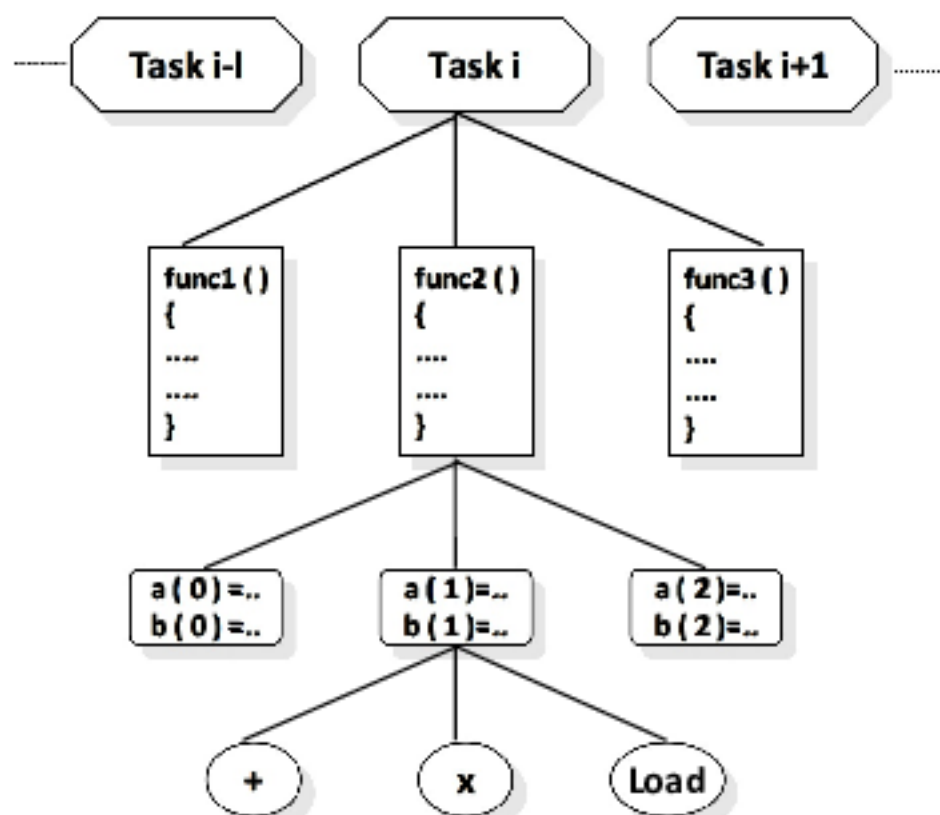 Task i-l
Task i
Task i+1
func1 ( )
{
....
....
}
func2 ( )
{
....
....
}
func3 ( )
{
....
....
}
a ( 0 ) =..
b ( 0 ) =..
a ( 1 )=..
b ( 1 )=..
a ( 2 )=..
b ( 2 )=..
+
x
Load